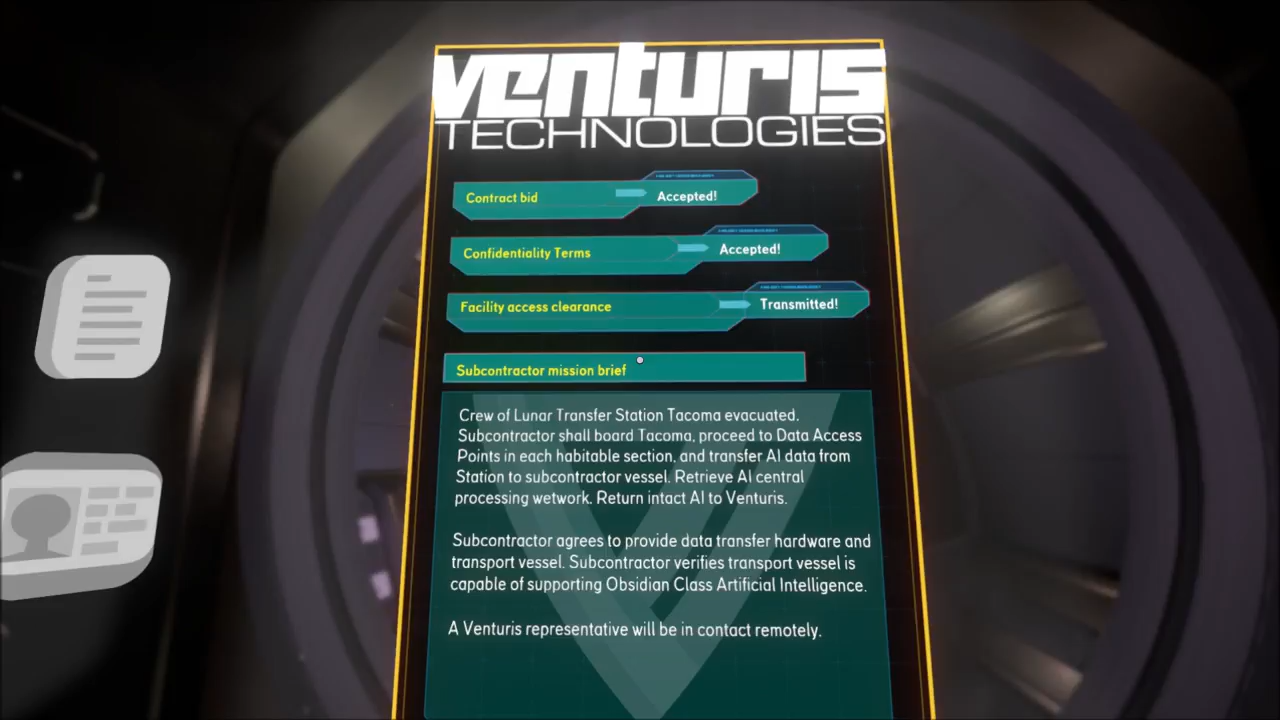 venturis
TECHNOLOGIES
Contract bid
Accepted!
Confidentiality Terms
Accepted!
Facility access clearance
Transmitted!
Subcontractor mission brief
Crew of Lunar Transfer Station Tacoma evacuated.
Subcontractor shall board Tacoma, proceed to Data Access
Points in each habitable section, and transfer AI data from
Station to subcontractor vessel. Retrieve AI central
processing wetwork. Return intact AI to Venturis.
Subcontractor agrees to provide data transfer hardware and
transport vessel. Subcontractor verifies transport vessel is
capable of supporting Obsidian Class Artificial Intelligence.
A Venturis representative will be in contact remotely.